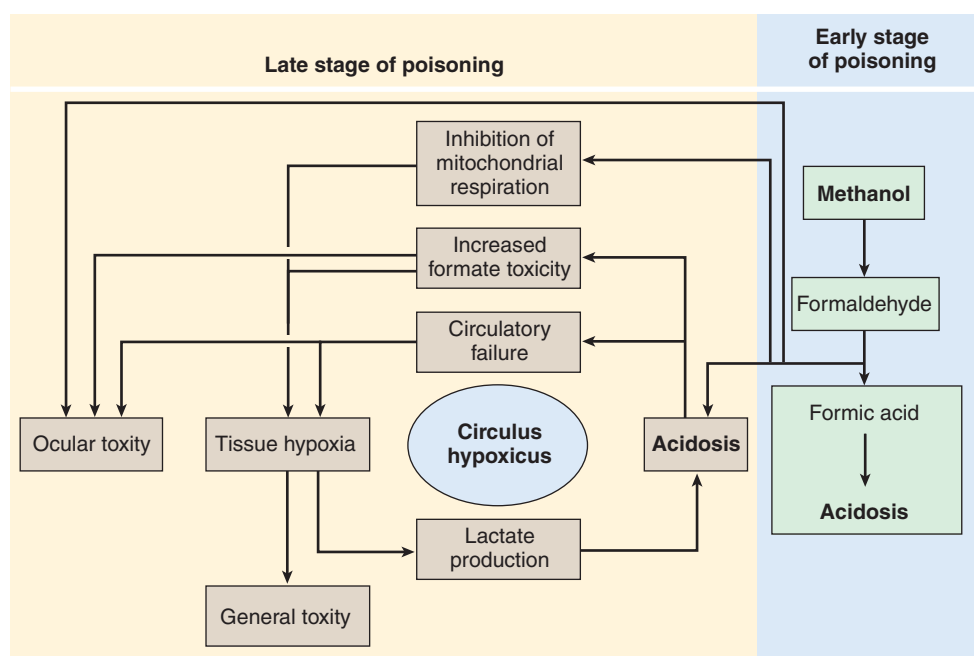 Late stage of poisoning
Early stage
of poisoning
Inhibition of
mitochondrial
respiration
Methanol
Increased
formate toxicity
Formaldehyde
Circulatory
failure
Formic acid
Ocular toxity
Tissue hypoxia
Circulus
hypoxicus
Acidosis
Acidosis
Lactate
production
General toxity